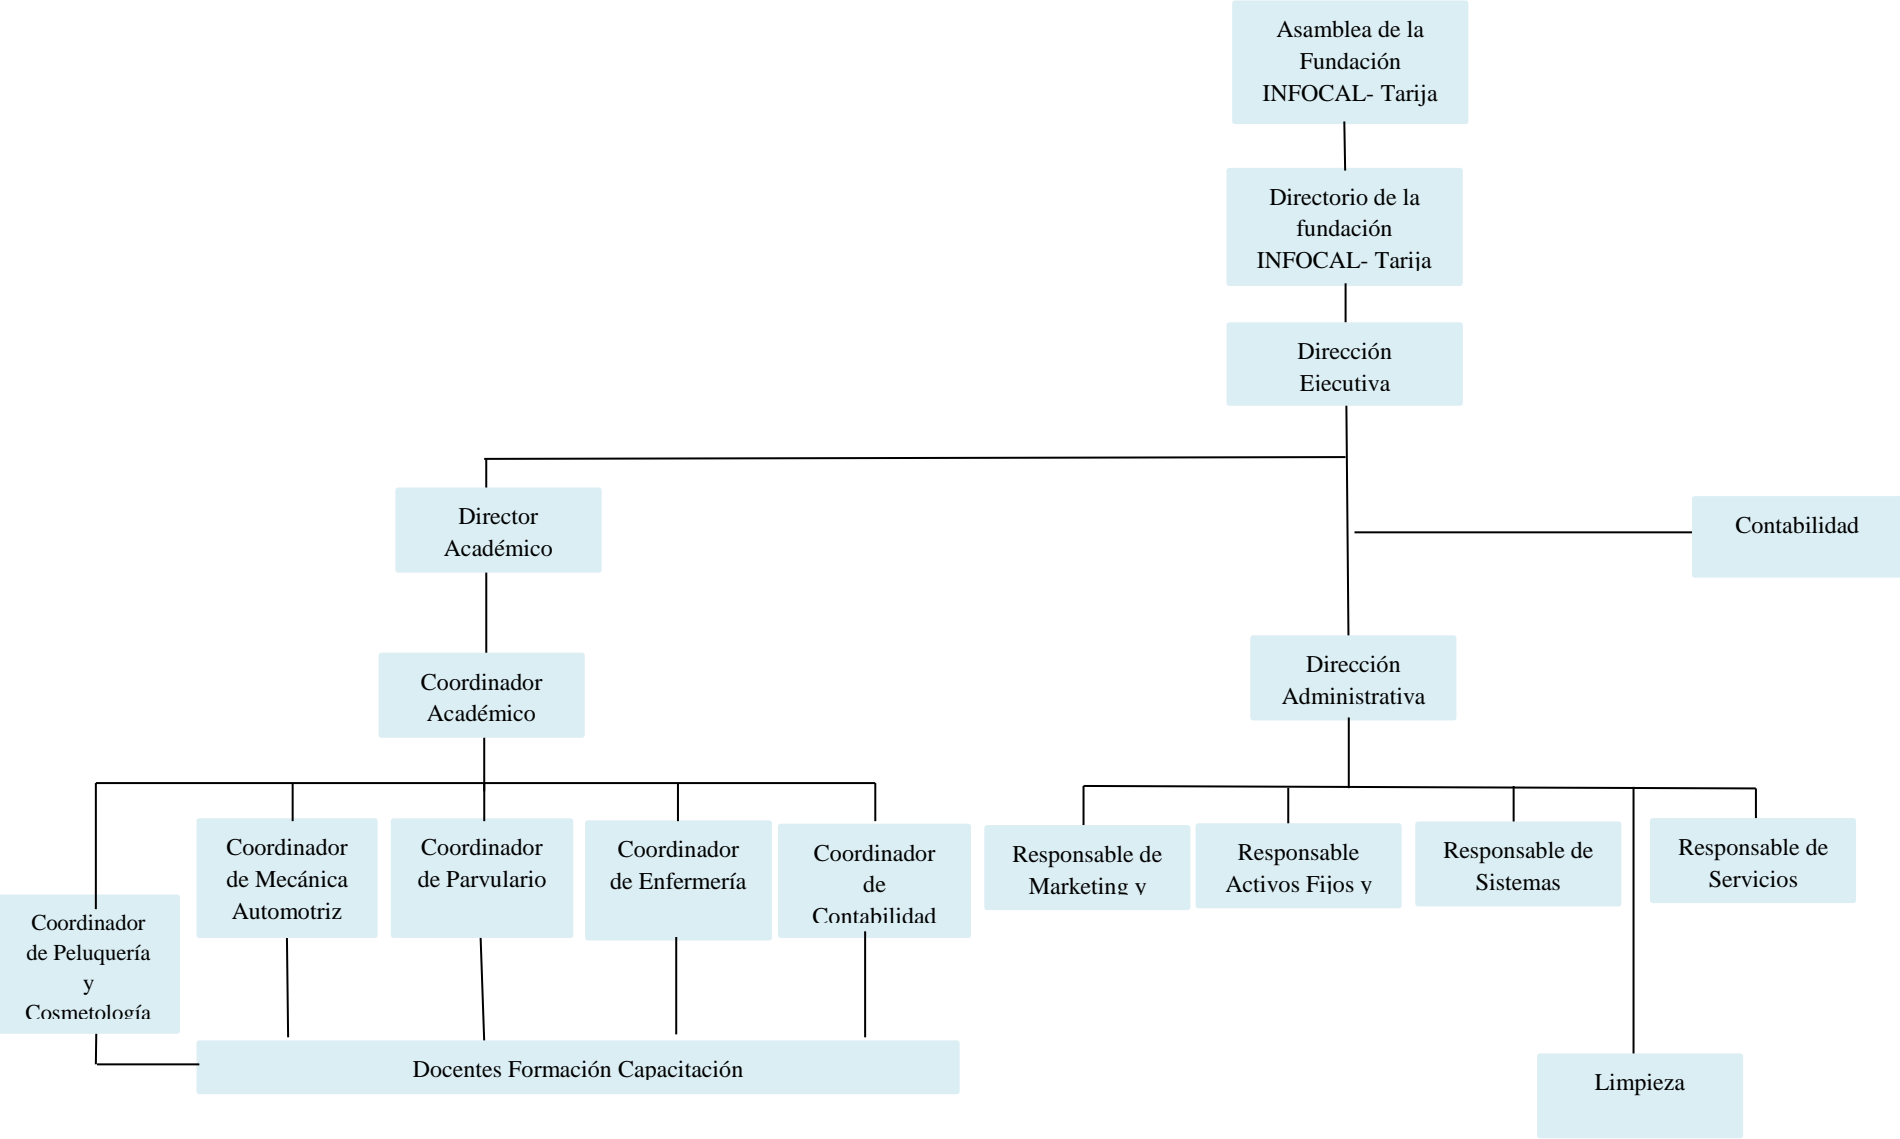 Asamblea de la
Fundación
INFOCAL- Tarija
Directorio de la
fundación
INFOCAL- Tarija
Dirección
Ejecutiva
Director
Académico
Contabilidad
Coordinador
Académico
Dirección
Administrativa
Coordinador
de Peluquería
y
Cosmetología
Coordinador
de Mecánica
Automotriz
Coordinador
de Parvulario
Coordinador
de Enfermería
Coordinador
de
Contabilidad
Responsable de
Marketing y
Responsable
Activos Fijos y
Responsable de
Sistemas
Responsable de
Servicios
Docentes Formación Capacitación
Limpieza